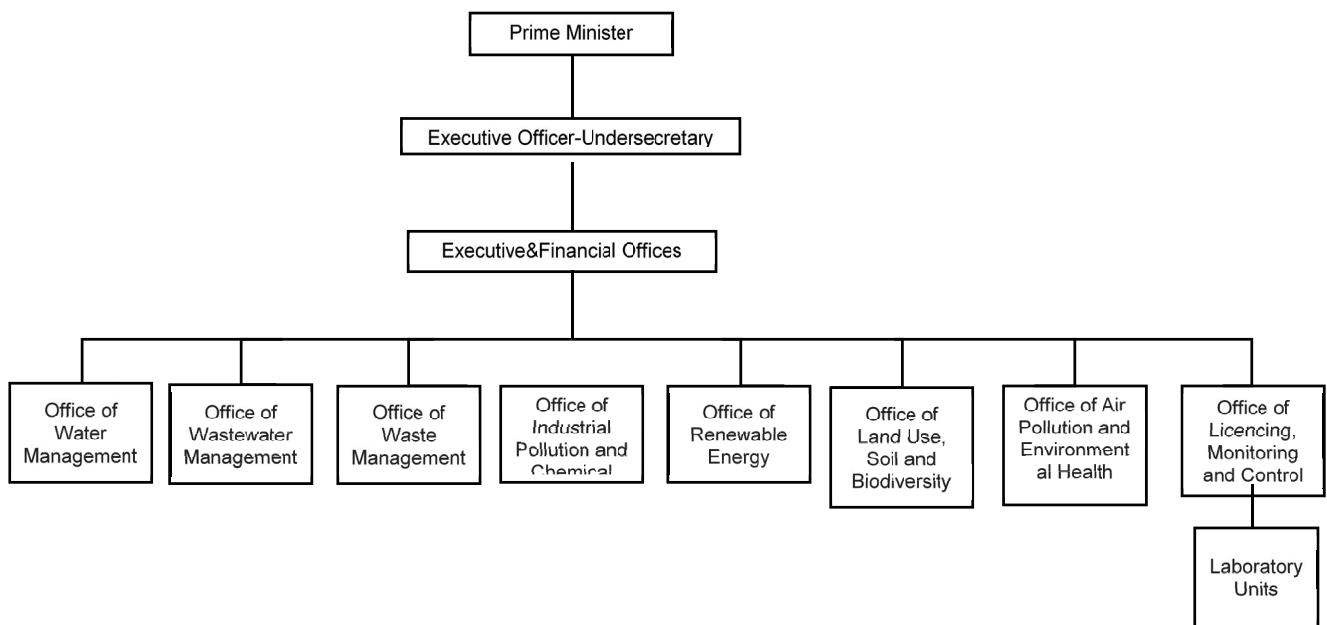 Prime Minister
Executive Officer-Undersecretary
Executive&Financial Offices
Office of
Water
Management
Office of
Wastewater
Management
Office of
Waste
Management
Office of
Industrial
Pollution and
Chemical
Office of
Renewable
Energy
Office of
Land Use,
Soil and
Biodiversity
Office of Air
Pollution and
Environment
al Health
Office of
Licencing,
Monitoring
and Control
Laboratory
Units